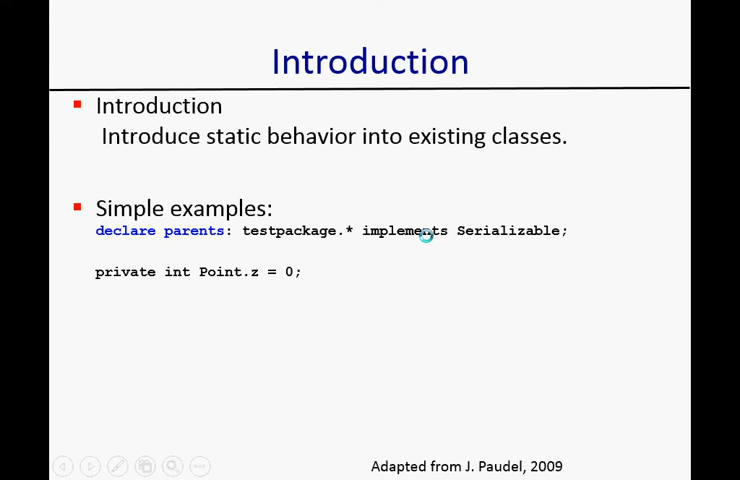 Introduction
Introduction
Introduce static behavior into existing classes.
Simple examples:
declare parents: testpackage.* implements Serializable;
private int Point.z = 0;
Adapted from J. Paudel, 2009